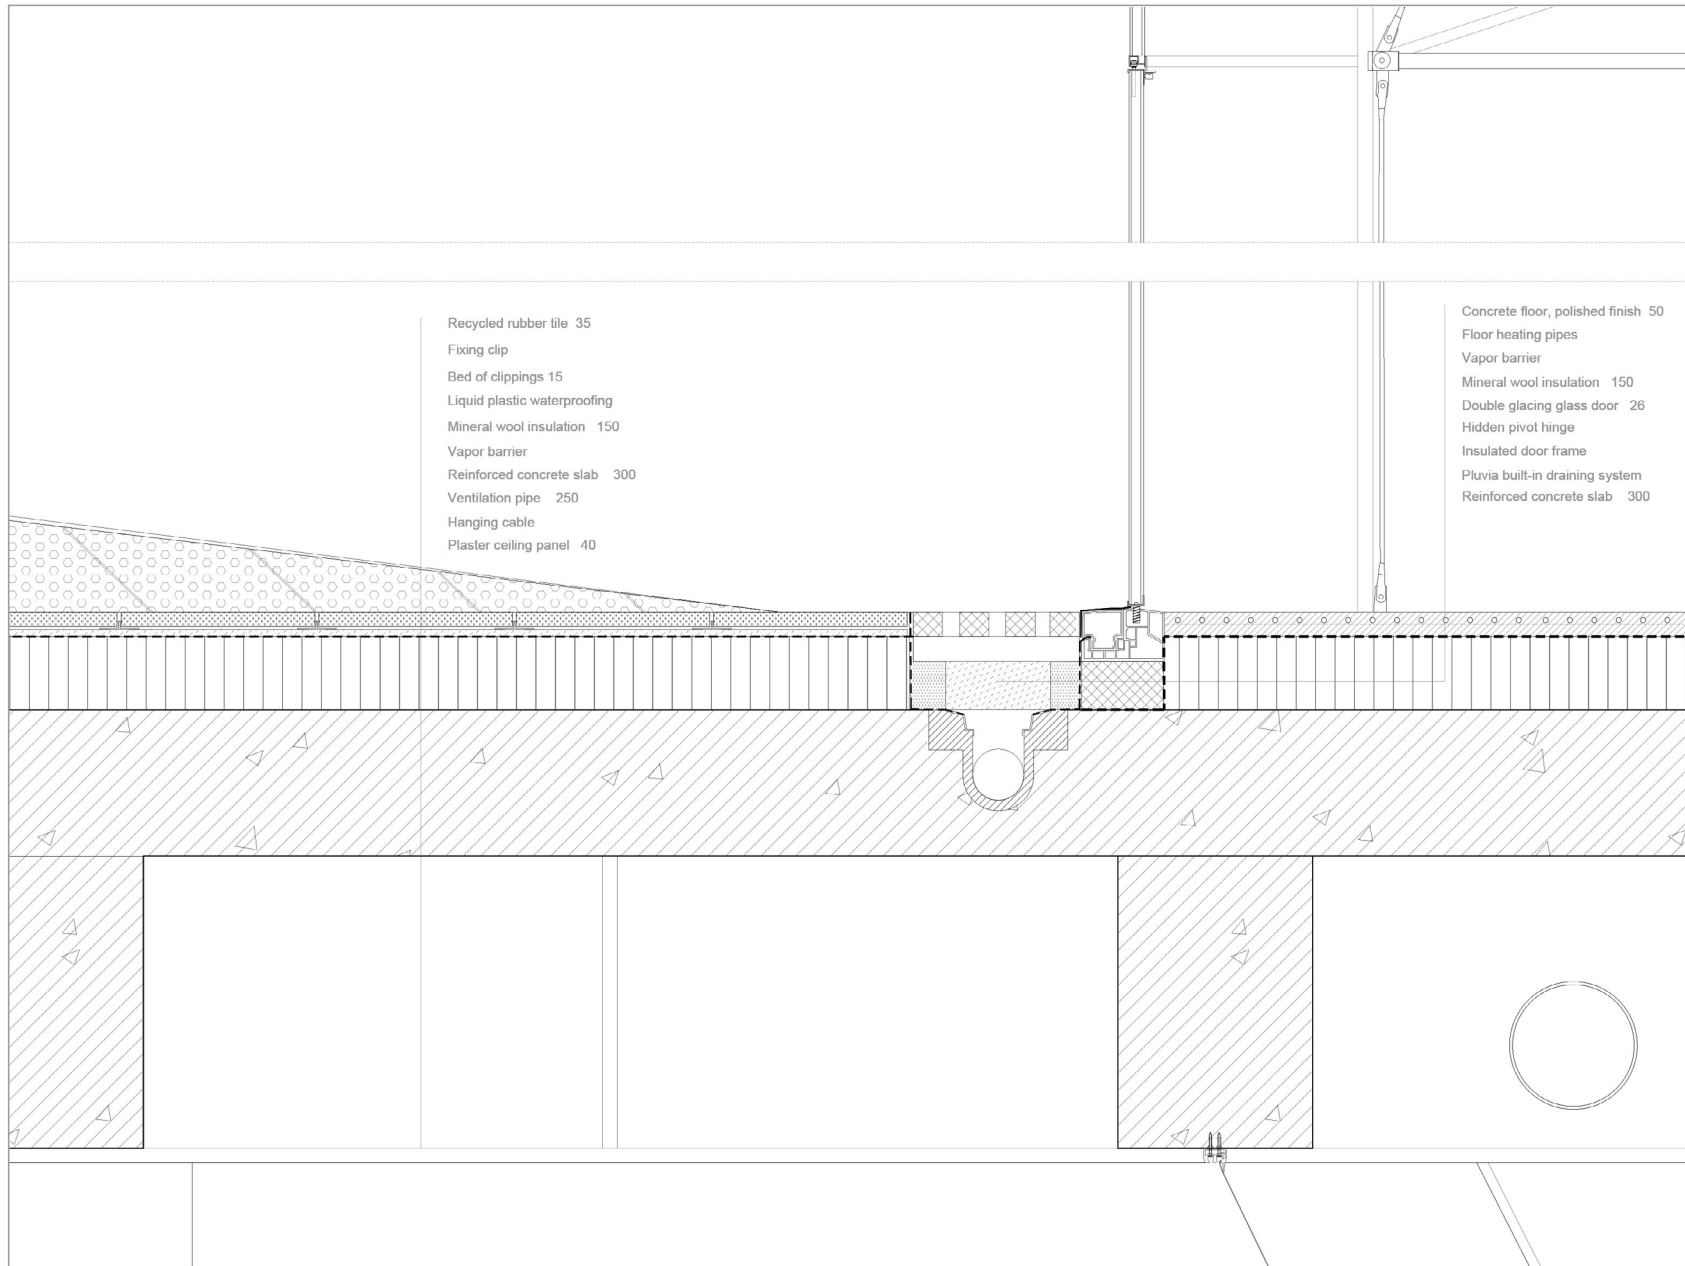 Recycled rubber tile 35
Fixing clip
Bed of clippings 15
Liquid plastic waterproofing
Mineral wool insulation 150
Vapor barrier
Reinforced concrete slab 300
Ventilation pipe 250
Hanging cable
Plaster ceiling panel 40
Concrete floor, polished finish 50
Floor heating pipes
Vapor barrier
Mineral wool insulation 150
Double glacing glass door 26
Hidden pivot hinge
Insulated door frame
Pluvia built-in draining system
Reinforced concrete slab 300